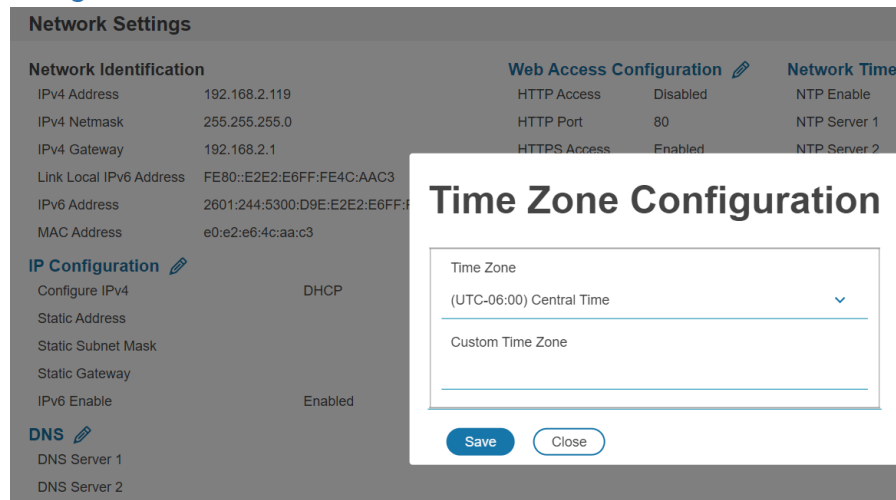 Network Settings
Network Identification
IPv4 Address 192.168.2.119
IPv4 Netmask 255.255.255.0
IPv4 Gateway 192.168.2.1
Link Local IPv6 Address FE80::E2E2:E6FF:FE4C:AAC3
IPv6 Address 2601:244:5300:D9E:E2E2:E6FF:
MAC Address e0:e2:e6:4c:aa:c3
IP Configuration
Configure IPv4 DHCP
Static Address
Static Subnet Mask
Static Gateway
IPv6 Enable Enabled
DNS
DNS Server 1
DNS Server 2
Web Access Configuration
HTTP Access Disabled
HTTP Port 80
HTTPS Access Enabled
Network Time
NTP Enable
NTP Server 1
NTP Server 2
Time Zone Configuration
Time Zone
(UTC-06:00) Central Time
Custom Time Zone
Save Close